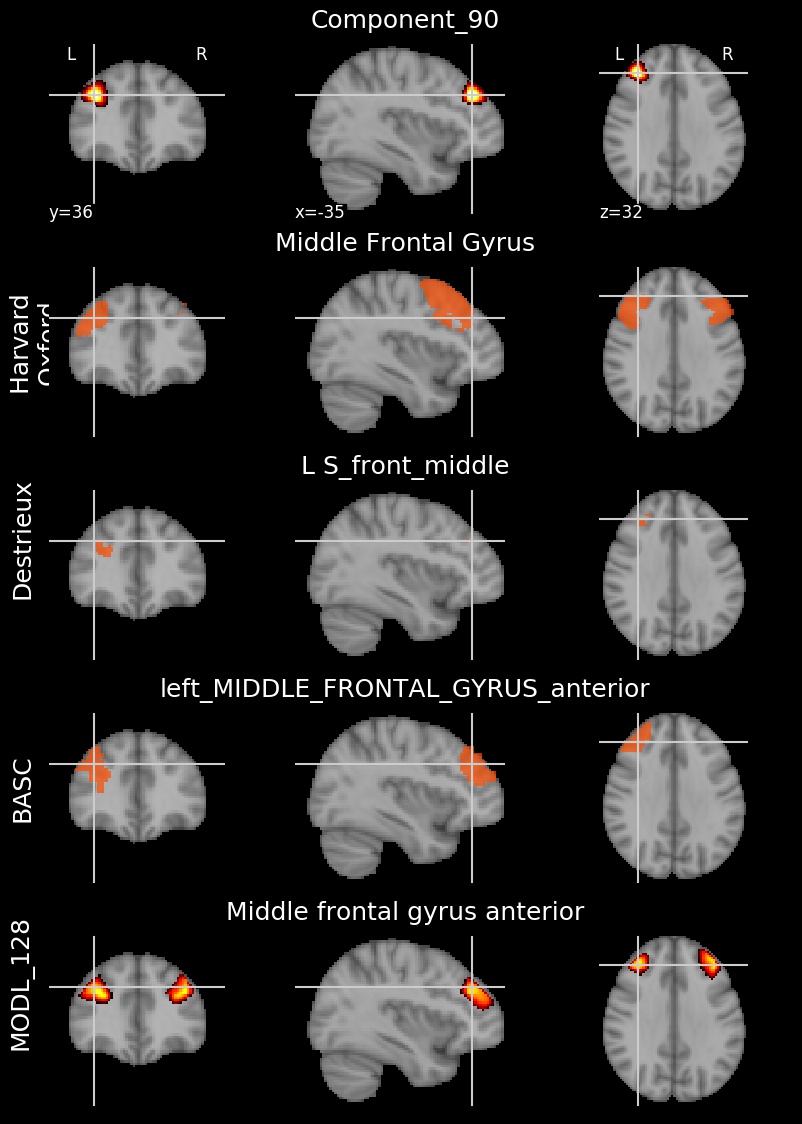 Component_90
L R L R
y=36 x=-35 z=32
Middle Frontal Gyrus
Harvard
Oxford
L S_front_middle
Destrieux
left_MIDDLE_FRONTAL_GYRUS_anterior
BASC
Middle frontal gyrus anterior
MODL_128